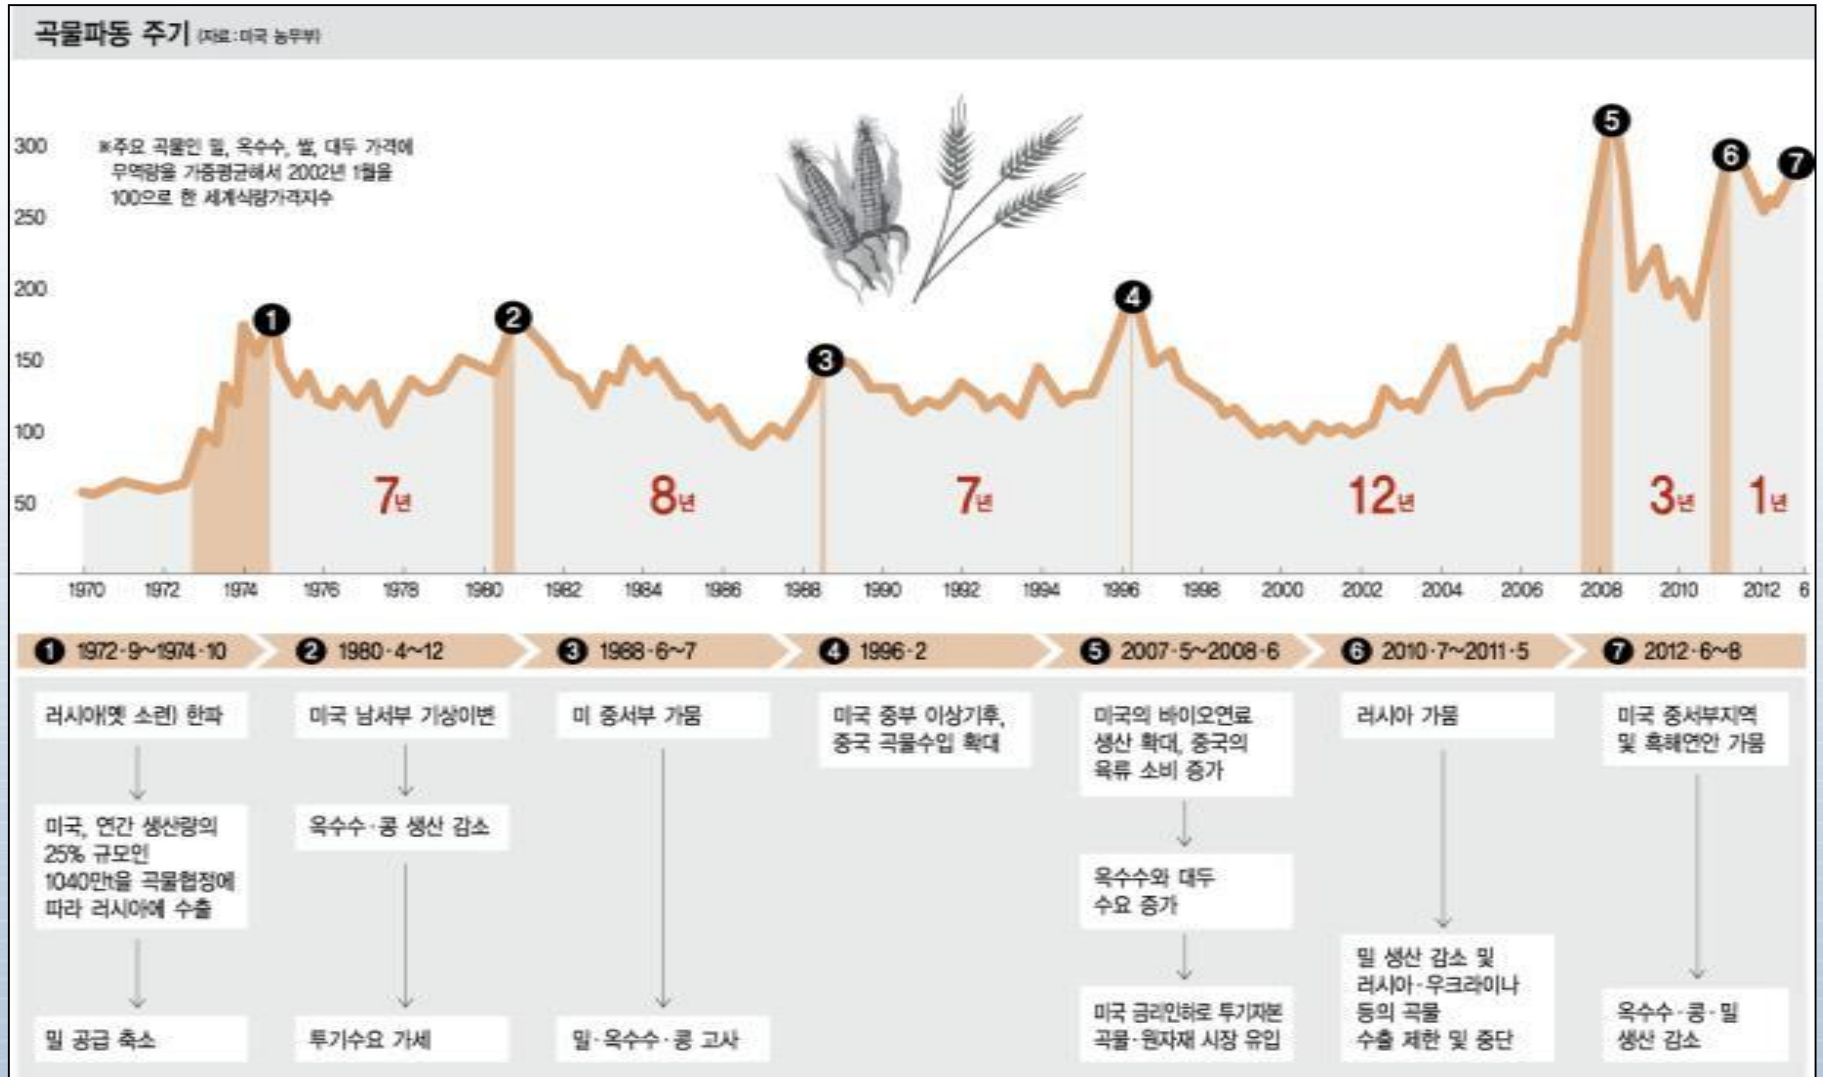 곡물파동 주기 (자료:미국 농무부)
※주요 곡물인 밀, 옥수수, 쌀, 대두 가격에
무역량을 가중평균해서 2002년 1월을
100으로 한 세계식량가격지수
300
250
200
150
100
50
1
2
3
4
5
6
7
7년
8년
7년
12년
3년
1년
1970 1972 1974 1976 1978 1980 1982 1984 1986 1988 1990 1992 1994 1996 1998 2000 2002 2004 2006 2008 2010 2012 6
1 1972·9~1974·10
2 1980·4~12
3 1988·6~7
4 1996·2
5 2007·5~2008·6
6 2010·7~2011·5
7 2012·6~8
러시아(옛 소련) 한파
미국, 연간 생산량의
25% 규모인
1040만t을 곡물협정에
따라 러시아에 수출
밀 공급 축소
미국 남서부 기상이변
옥수수·콩 생산 감소
투기수요 가세
미 중서부 가뭄
밀·옥수수·콩 고사
미국 중부 이상기후,
중국 곡물수입 확대
미국의 바이오연료
생산 확대, 중국의
육류 소비 증가
옥수수와 대두
수요 증가
미국 금리인하로 투기자본
곡물·원자재 시장 유입
러시아 가뭄
밀 생산 감소 및
러시아·우크라이나
등의 곡물
수출 제한 및 중단
미국 중서부지역
및 흑해연안 가뭄
옥수수·콩·밀
생산 감소